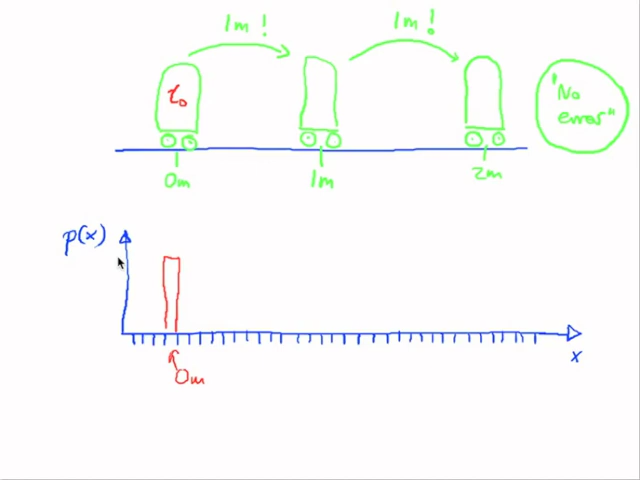 1m! 1m!
t₀
"No
error"
0m 1m 2m
p(x)
x
0m